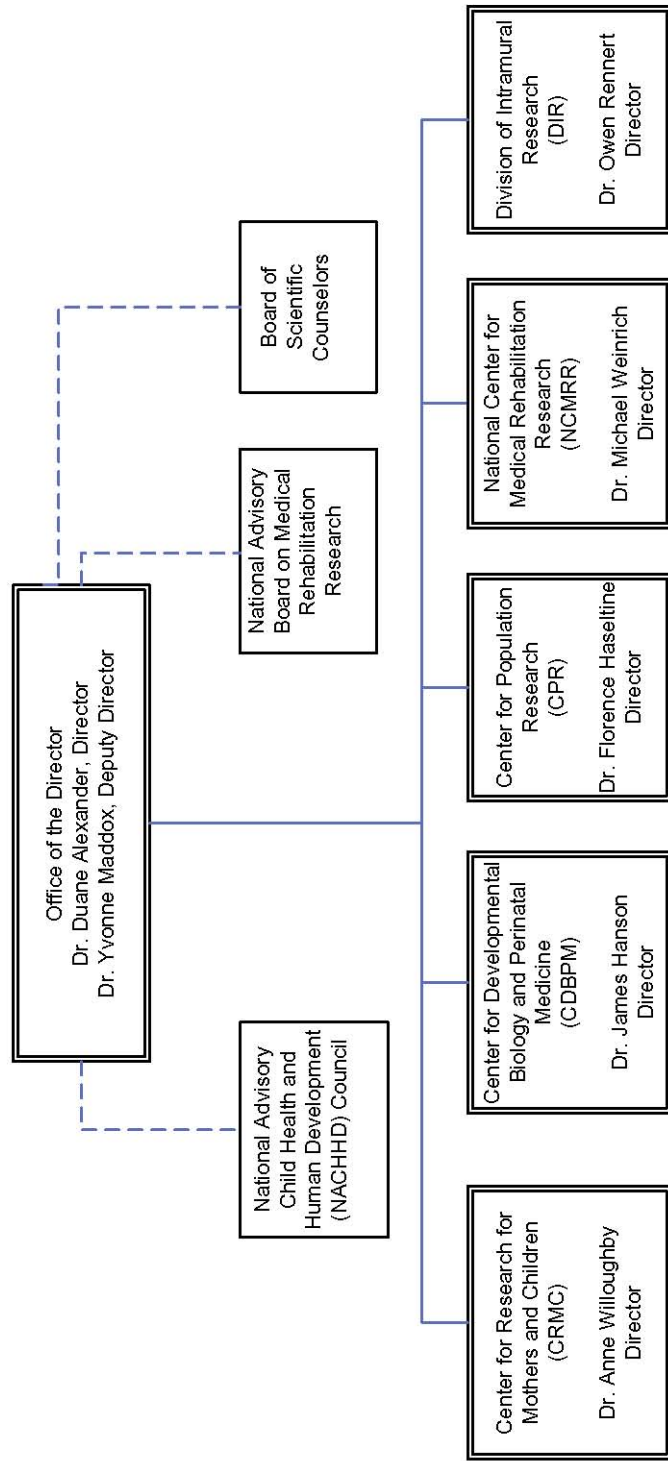 Office of the Director
Dr. Duane Alexander, Director
Dr. Yvonne Maddox, Deputy Director
National Advisory
Child Health and
Human Development
(NACHHD) Council
National Advisory
Board on Medical
Rehabilitation
Research
Board of
Scientific
Counselors
Center for Research for
Mothers and Children
(CRMC)
Dr. Anne Willoughby
Director
Center for Developmental
Biology and Perinatal
Medicine
(CDBPM)
Dr. James Hanson
Director
Center for Population
Research
(CPR)
Dr. Florence Haseltine
Director
National Center for
Medical Rehabilitation
Research
(NCMRR)
Dr. Michael Weinrich
Director
Division of Intramural
Research
(DIR)
Dr. Owen Rennert
Director